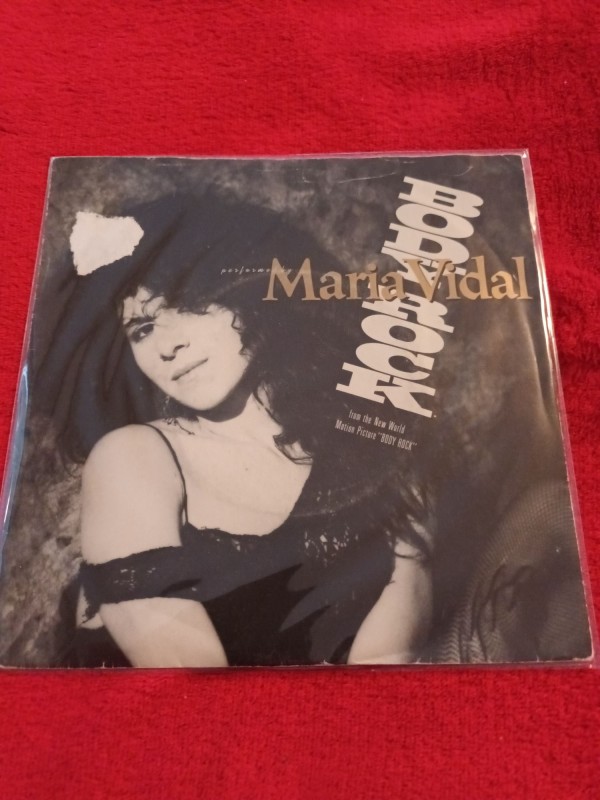 BODY ROCK
performed by
Maria Vidal
from the New World
Motion Picture "BODY ROCK"